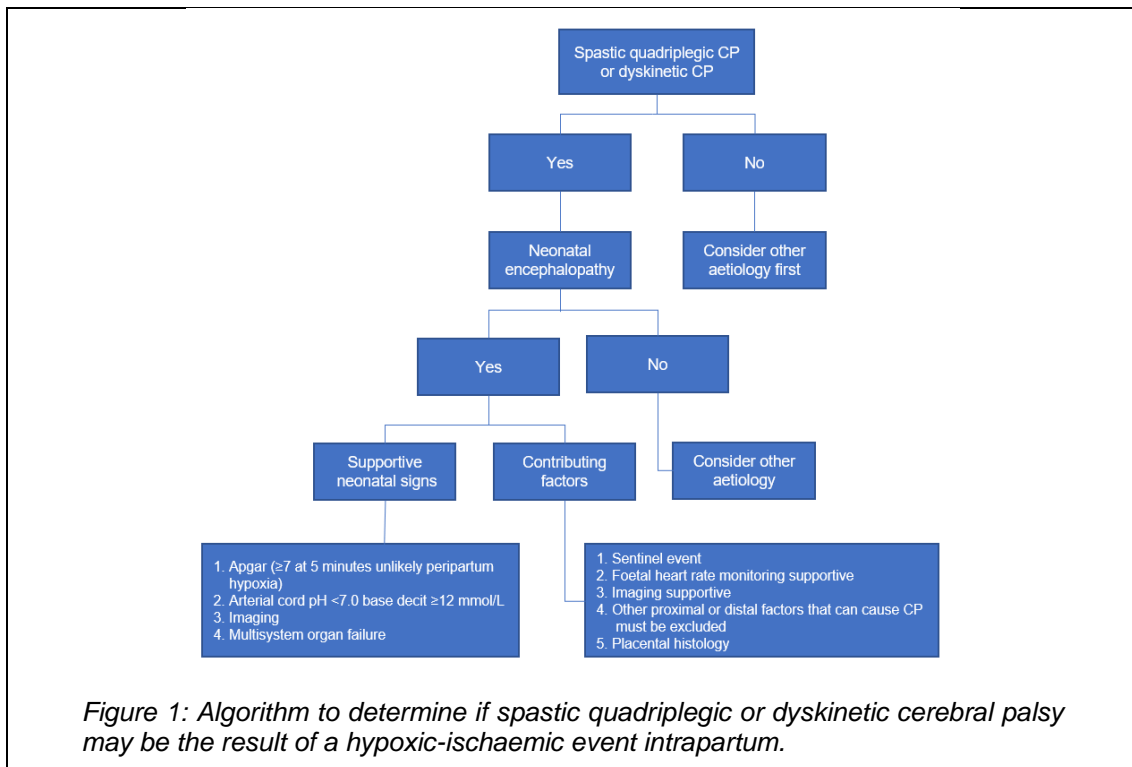 Spastic quadriplegic CP
or dyskinetic CP
Yes
No
Neonatal
encephalopathy
Consider other
aetiology first
Yes
No
Supportive
neonatal signs
Contributing
factors
Consider other
aetiology
1. Apgar (≥7 at 5 minutes unlikely peripartum
hypoxia)
2. Arterial cord pH <7.0 base decit ≥12 mmol/L
3. Imaging
4. Multisystem organ failure
1. Sentinel event
2. Foetal heart rate monitoring supportive
3. Imaging supportive
4. Other proximal or distal factors that can cause CP
must be excluded
5. Placental histology
Figure 1: Algorithm to determine if spastic quadriplegic or dyskinetic cerebral palsy
may be the result of a hypoxic-ischaemic event intrapartum.